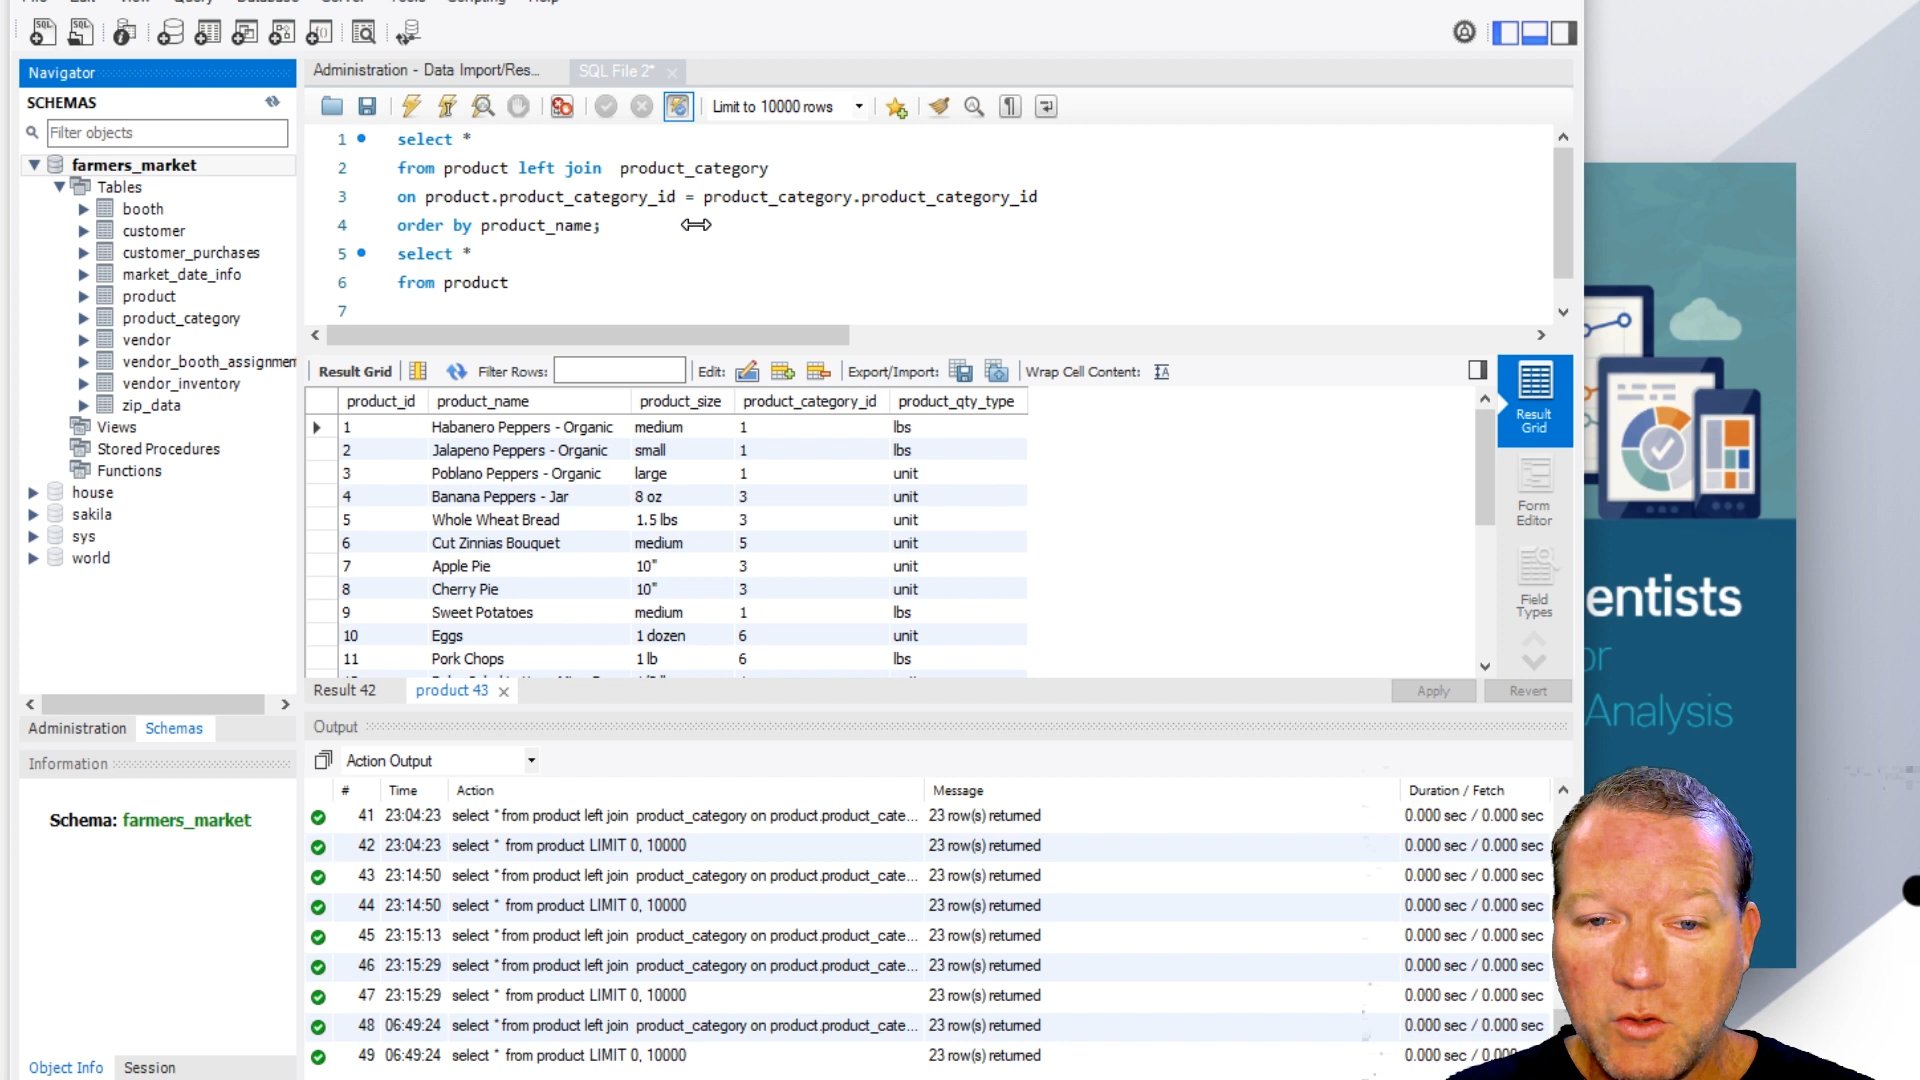 Navigator
SCHEMAS
Filter objects
farmers_market
Tables
booth
customer
customer_purchases
market_date_info
product
product_category
vendor
vendor_booth_assignmen
vendor_inventory
zip_data
Views
Stored Procedures
Functions
house
sakila
sys
world
Administration Schemas
Information
Schema: farmers_market
Object Info Session
Administration - Data Import/Res... SQL File 2*
Limit to 10000 rows
1 select *
2 from product left join product_category
3 on product.product_category_id = product_category.product_category_id
4 order by product_name;
5 select *
6 from product
7
Result Grid Filter Rows: Edit: Export/Import: Wrap Cell Content:
product_id product_name product_size product_category_id product_qty_type
1 Habanero Peppers - Organic medium 1 lbs
2 Jalapeno Peppers - Organic small 1 lbs
3 Poblano Peppers - Organic large 1 unit
4 Banana Peppers - Jar 8 oz 3 unit
5 Whole Wheat Bread 1.5 lbs 3 unit
6 Cut Zinnias Bouquet medium 5 unit
7 Apple Pie 10" 3 unit
8 Cherry Pie 10" 3 unit
9 Sweet Potatoes medium 1 lbs
10 Eggs 1 dozen 6 unit
11 Pork Chops 1 lb 6 lbs
Result Grid
Form Editor
Field Types
Result 42 product 43 Apply Revert
Output
Action Output
# Time Action Message Duration / Fetch
41 23:04:23 select * from product left join product_category on product.product_cate... 23 row(s) returned 0.000 sec / 0.000 sec
42 23:04:23 select * from product LIMIT 0, 10000 23 row(s) returned 0.000 sec / 0.000 sec
43 23:14:50 select * from product left join product_category on product.product_cate... 23 row(s) returned 0.000 sec / 0.000 sec
44 23:14:50 select * from product LIMIT 0, 10000 23 row(s) returned 0.000 sec / 0.000 sec
45 23:15:13 select * from product left join product_category on product.product_cate... 23 row(s) returned 0.000 sec / 0.000 sec
46 23:15:29 select * from product left join product_category on product.product_cate... 23 row(s) returned 0.000 sec / 0.000 sec
47 23:15:29 select * from product LIMIT 0, 10000 23 row(s) returned 0.000 sec / 0.000 sec
48 06:49:24 select * from product left join product_category on product.product_cate... 23 row(s) returned 0.000 sec / 0.000 sec
49 06:49:24 select * from product LIMIT 0, 10000 23 row(s) returned 0.000 sec / 0.000
entists
or
Analysis